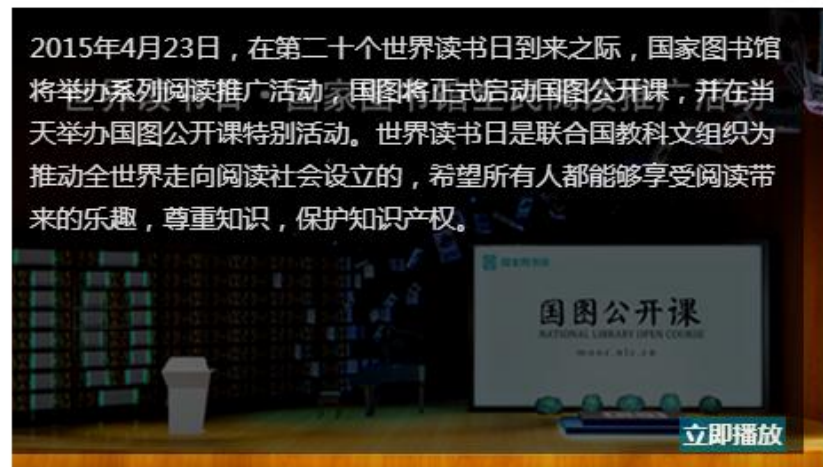 2015年4月23日，在第二十个世界读书日到来之际，国家图书馆
将举办系列阅读推广活动，国图将正式启动国图公开课，并在当
天举办国图公开课特别活动。世界读书日是联合国教科文组织为
推动全世界走向阅读社会设立的，希望所有人都能够享受阅读带
来的乐趣，尊重知识，保护知识产权。
国图公开课
NATIONAL LIBRARY OPEN COURSE
mooc.nlc.cn
立即播放